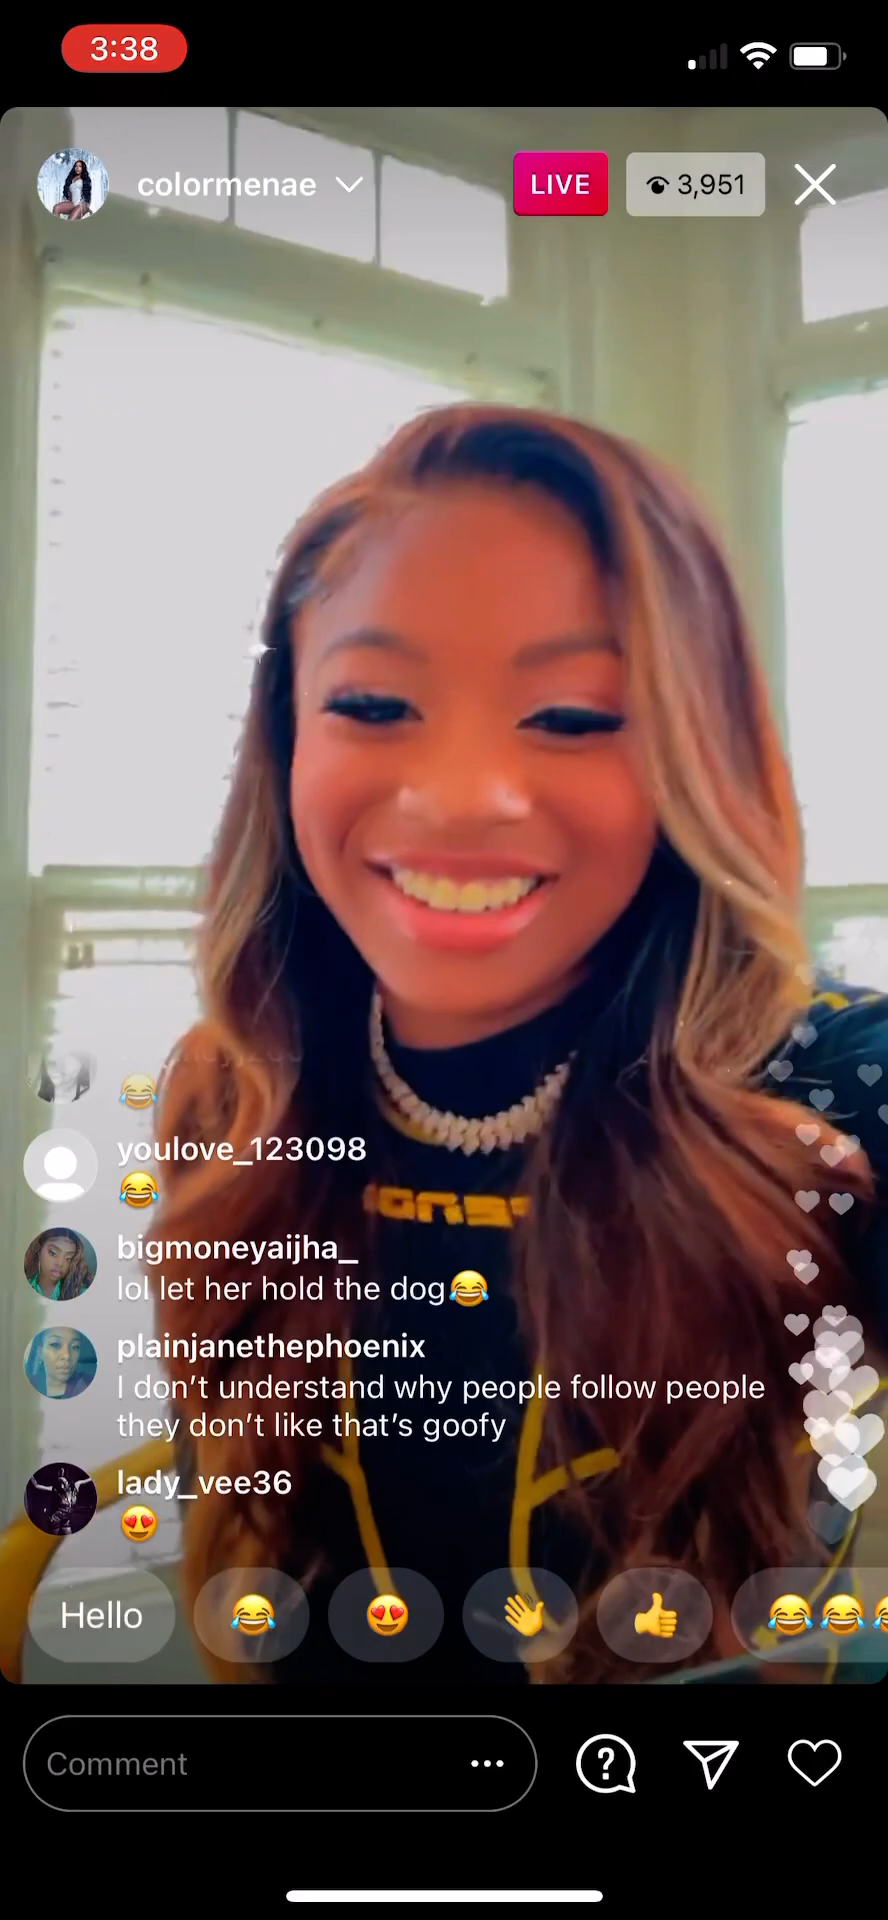 3:38
colormenae
LIVE
3,951
😂
youlove_123098
😂
bigmoneyaijha_
lol let her hold the dog😂
plainjanethephoenix
I don't understand why people follow people
they don't like that's goofy
lady_vee36
😍
Hello 😂 😍 👋 👍 😂😂
Comment